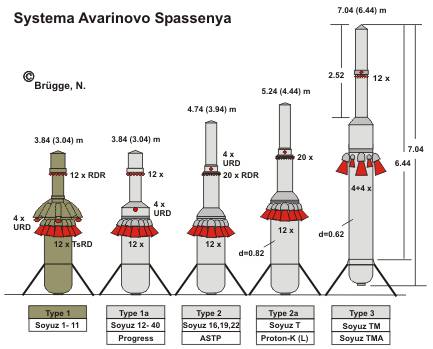 Systema Avarinovo Spassenya
© Brügge, N.
7.04 (6.44) m
2.52
12 x
5.24 (4.44) m
4.74 (3.94) m
3.84 (3.04) m
3.84 (3.04) m
7.04
6.44
4 x
URD
20 x RDR
20 x
12 x RDR
12 x
4+4 x
4 x
URD
4 x
URD
12 x TsRD
12 x
12 x
12 x
d=0.82
d=0.62
Type 1
Soyuz 1- 11
Type 1a
Soyuz 12- 40
Progress
Type 2
Soyuz 16,19,22
ASTP
Type 2a
Soyuz T
Proton-K (L)
Type 3
Soyuz TM
Soyuz TMA